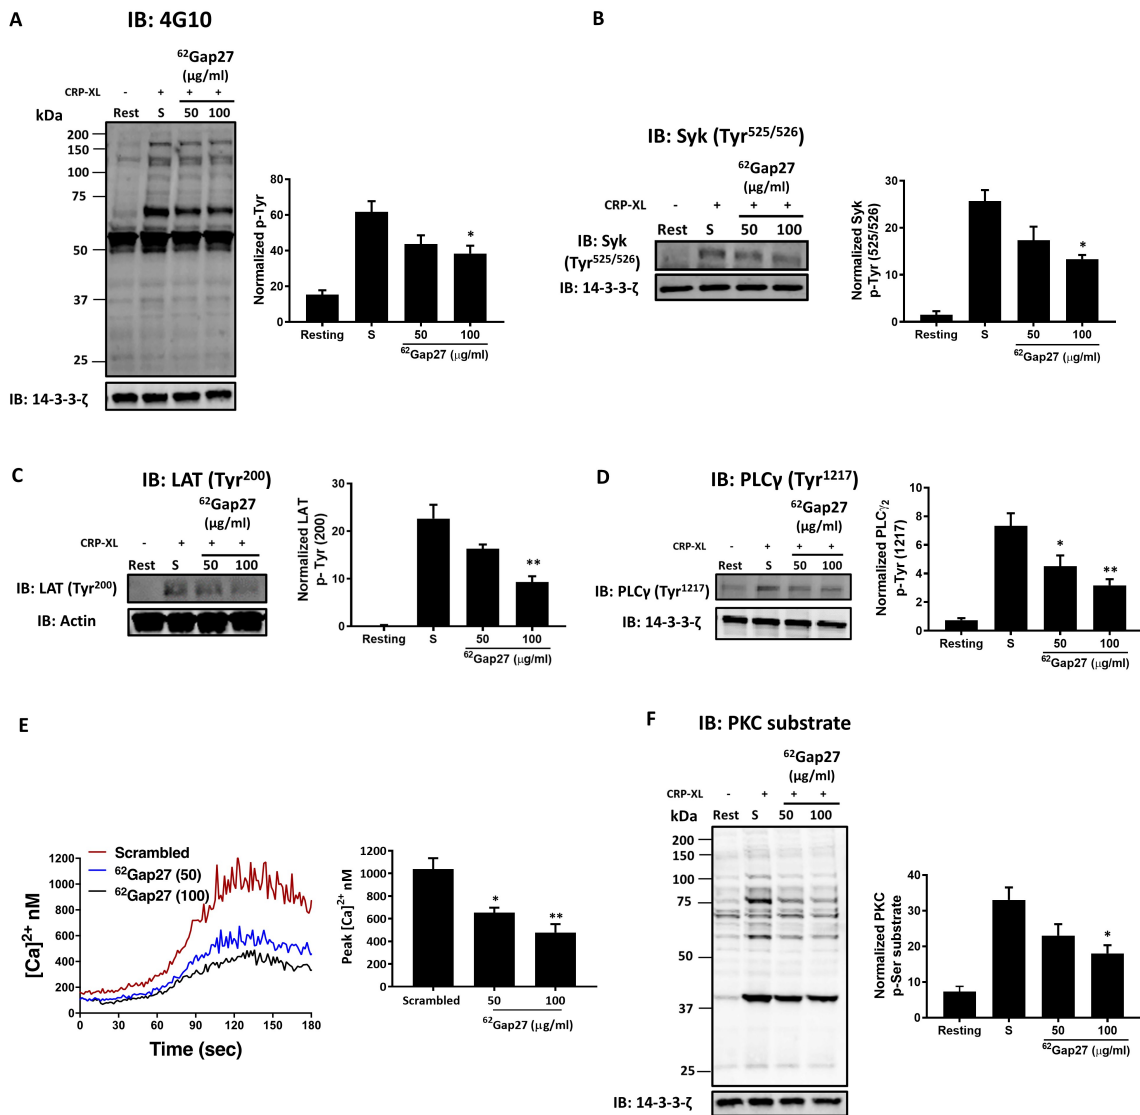 A
IB: 4G10
⁶²Gap27
(µg/ml)
CRP-XL - + + +
kDa Rest S 50 100
200
150
100
75
50
37
25
IB: 14-3-3-ζ
Normalized p-Tyr
80
60
40
20
0
Resting S 50 100
⁶²Gap27 (µg/ml)
*
B
IB: Syk (Tyr⁵²⁵/⁵²⁶)
⁶²Gap27
(µg/ml)
CRP-XL - + + +
Rest S 50 100
IB: Syk
(Tyr⁵²⁵/⁵²⁶)
IB: 14-3-3-ζ
Normalized Syk
p-Tyr (525/526)
30
20
10
0
*
Resting S 50 100
⁶²Gap27 (µg/ml)
C
IB: LAT (Tyr²⁰⁰)
⁶²Gap27
(µg/ml)
CRP-XL - + + +
Rest S 50 100
IB: LAT (Tyr²⁰⁰)
IB: Actin
Normalized LAT
p- Tyr (200)
30
20
10
0
**
Resting S 50 100
⁶²Gap27 (µg/ml)
D
IB: PLCγ (Tyr¹²¹⁷)
⁶²Gap27
(µg/ml)
CRP-XL - + + +
Rest S 50 100
IB: PLCγ (Tyr¹²¹⁷)
IB: 14-3-3-ζ
Normalized PLCγ₂
p-Tyr (1217)
10
8
6
4
2
0
* **
Resting S 50 100
⁶²Gap27 (µg/ml)
E
[Ca]²⁺ nM
1200
1000
800
600
400
200
0
Scrambled
⁶²Gap27 (50)
⁶²Gap27 (100)
0 30 60 90 120 150 180
Time (sec)
Peak [Ca]²⁺ nM
1200
1000
800
600
400
200
0
* **
Scrambled 50 100
⁶²Gap27 (µg/ml)
F
IB: PKC substrate
⁶²Gap27
(µg/ml)
CRP-XL - + + +
kDa Rest S 50 100
200
150
100
75
50
37
25
IB: 14-3-3-ζ
Normalized PKC
p-Ser substrate
40
30
20
10
0
*
Resting S 50 100
⁶²Gap27 (µg/ml)